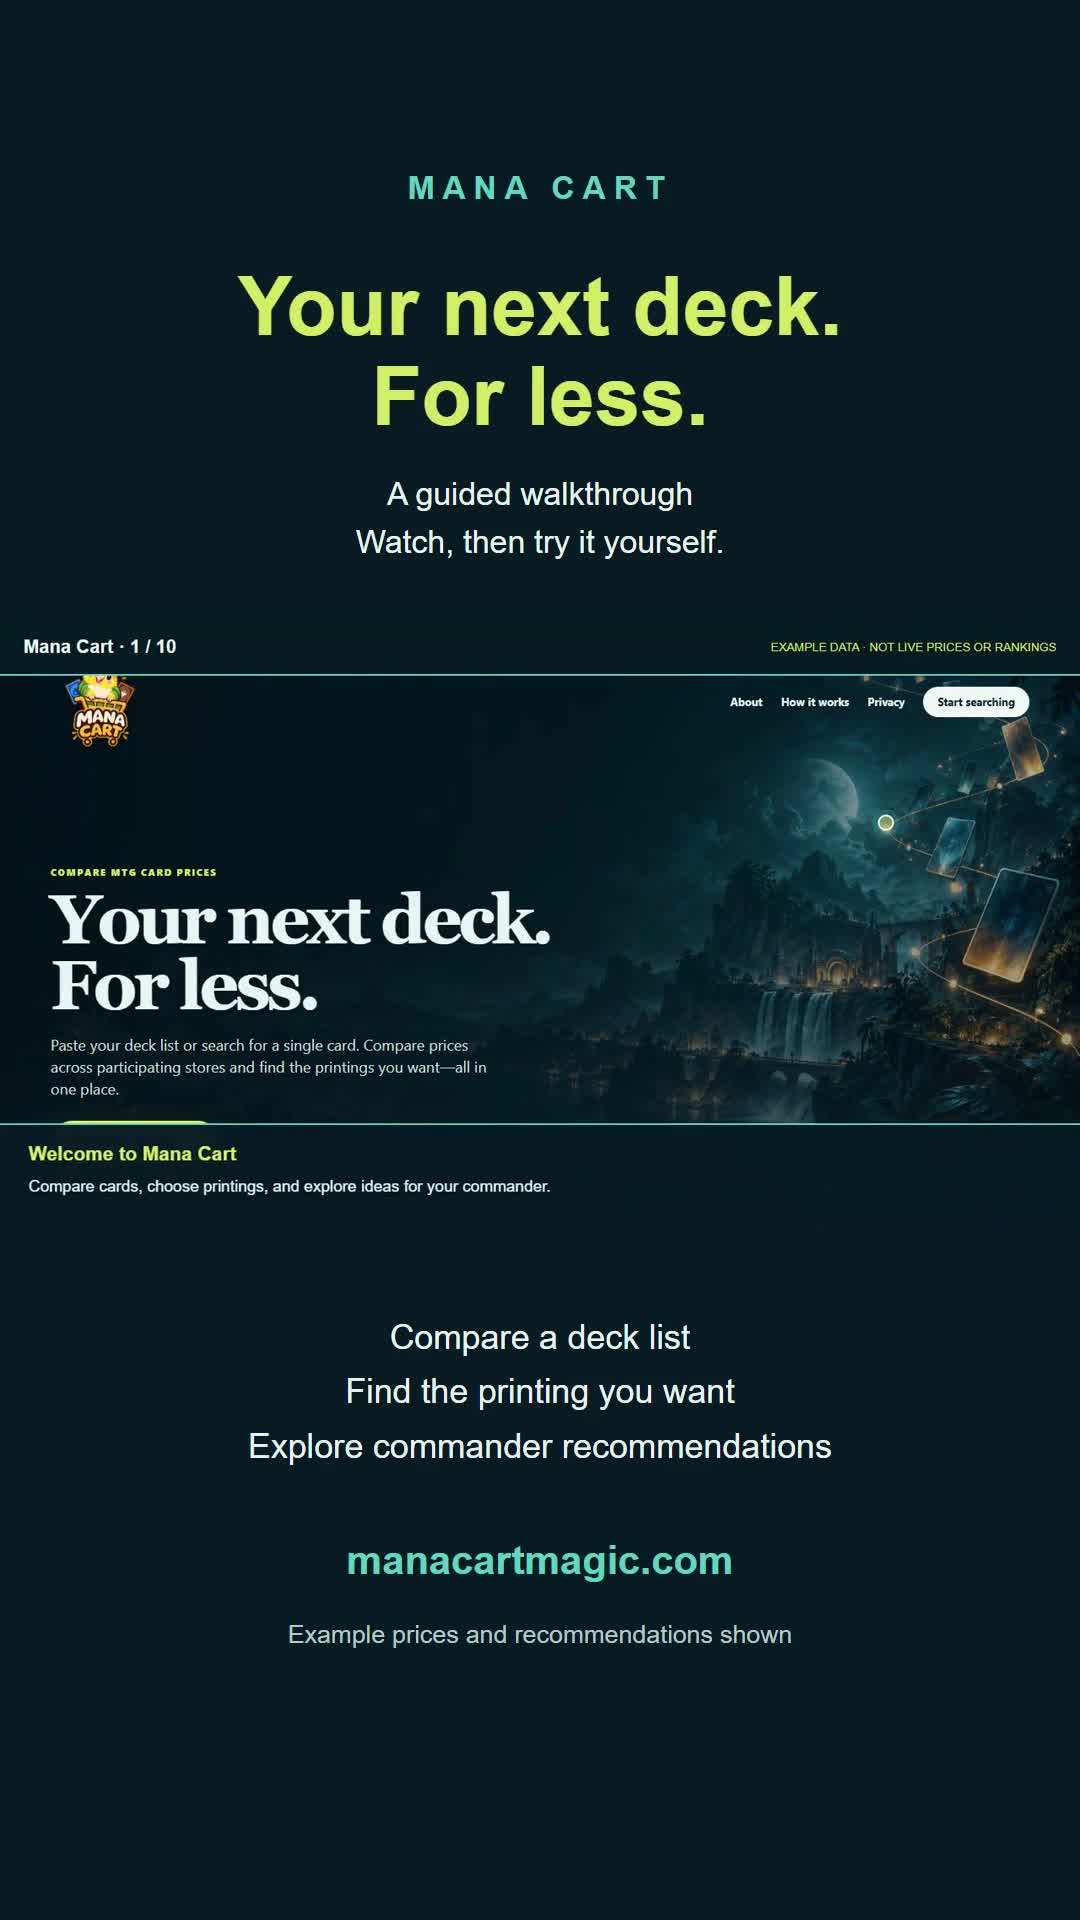 MANA CART
Your next deck.
For less.
A guided walkthrough
Watch, then try it yourself.
Mana Cart · 1 / 10
EXAMPLE DATA · NOT LIVE PRICES OR RANKINGS
MANA
CART
About
How it works
Privacy
Start searching
COMPARE MTG CARD PRICES
Your next deck.
For less.
Paste your deck list or search for a single card. Compare prices
across participating stores and find the printings you want—all in
one place.
Welcome to Mana Cart
Compare cards, choose printings, and explore ideas for your commander.
Compare a deck list
Find the printing you want
Explore commander recommendations
manacartmagic.com
Example prices and recommendations shown